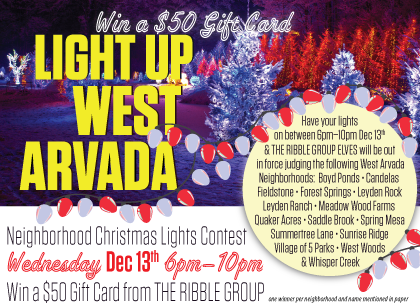 Win a $50 Gift Card
LIGHT UP
WEST
ARVADA
Have your lights
on between 6pm–10pm Dec 13th
& THE RIBBLE GROUP ELVES will be out
in force judging the following West Arvada
Neighborhoods: Boyd Ponds • Candelas
Fieldstone • Forest Springs • Leyden Rock
Leyden Ranch • Meadow Wood Farms
Quaker Acres • Saddle Brook • Spring Mesa
Summertree Lane • Sunrise Ridge
Village of 5 Parks • West Woods
& Whisper Creek
Neighborhood Christmas Lights Contest
Wednesday Dec 13th 6pm–10pm
Win a $50 Gift Card from THE RIBBLE GROUP
one winner per neighborhood and name mentioned in paper